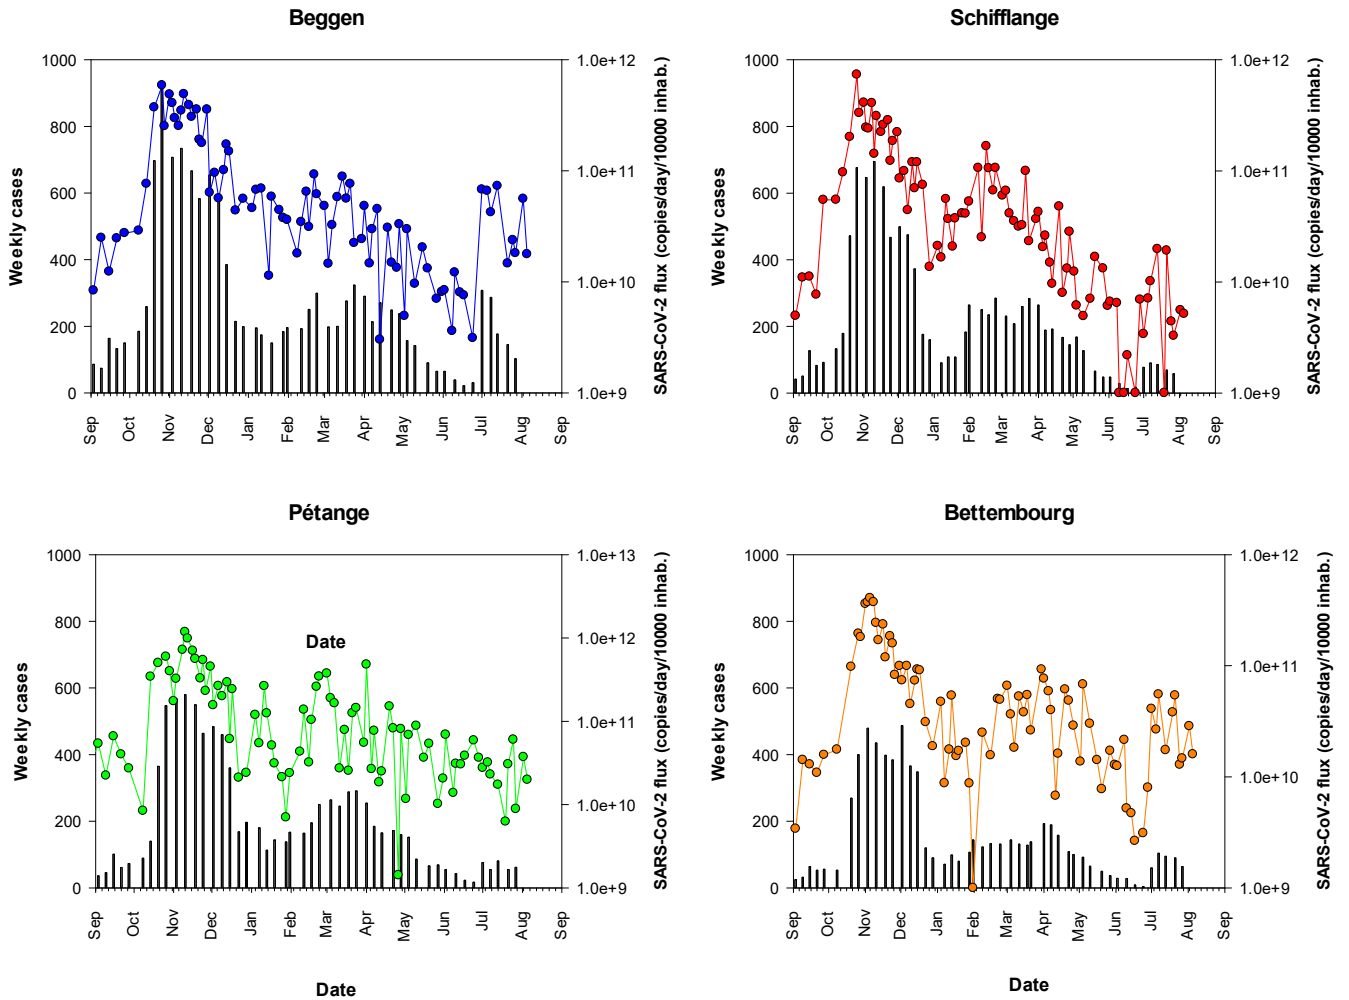 Beggen
Schifflange
1000
800
600
400
200
0
Weekly cases
1.0e+12
1.0e+11
1.0e+10
1.0e+9
SARS-CoV-2 flux (copies/day/10000 inhab.)
Sep Oct Nov Dec Jan Feb Mar Apr May Jun Jul Aug Sep
1000
800
600
400
200
0
Weekly cases
1.0e+12
1.0e+11
1.0e+10
1.0e+9
SARS-CoV-2 flux (copies/day/10000 inhab.)
Sep Oct Nov Dec Jan Feb Mar Apr May Jun Jul Aug Sep
Pétange
Bettembourg
1000
800
600
400
200
0
Weekly cases
Date
1.0e+13
1.0e+12
1.0e+11
1.0e+10
1.0e+9
SARS-CoV-2 flux (copies/day/10000 inhab.)
Sep Oct Nov Dec Jan Feb Mar Apr May Jun Jul Aug Sep
Date
1000
800
600
400
200
0
Weekly cases
1.0e+12
1.0e+11
1.0e+10
1.0e+9
SARS-CoV-2 flux (copies/day/10000 inhab.)
Sep Oct Nov Dec Jan Feb Mar Apr May Jun Jul Aug Sep
Date